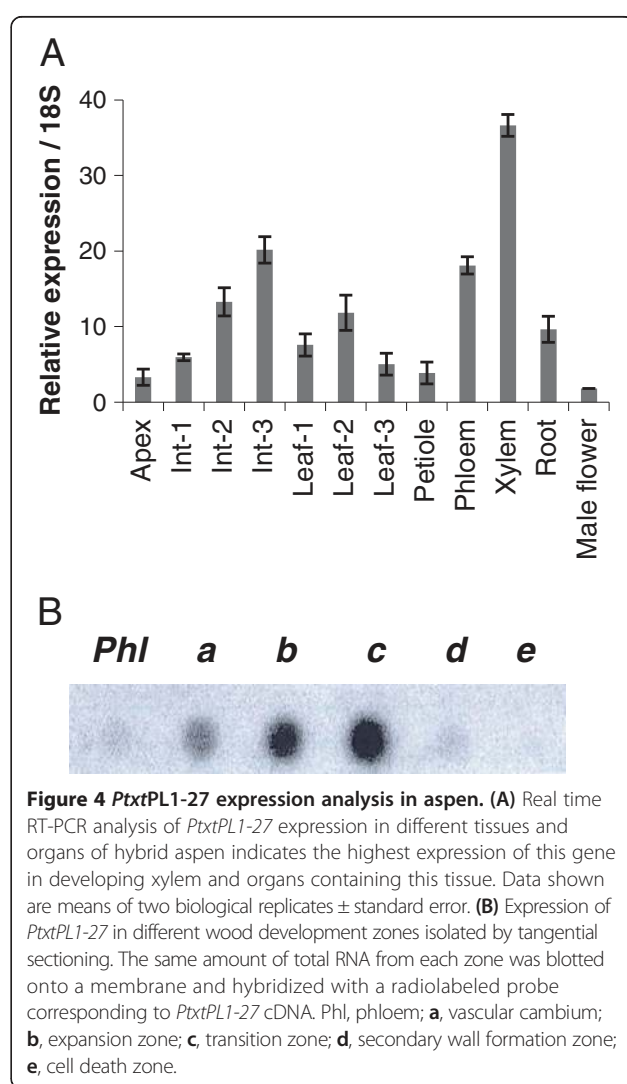 A
Relative expression / 18S
40
30
20
10
0
Apex
Int-1
Int-2
Int-3
Leaf-1
Leaf-2
Leaf-3
Petiole
Phloem
Xylem
Root
Male flower
B
Phl a b c d e
Figure 4 PtxtPL1-27 expression analysis in aspen. (A) Real time
RT-PCR analysis of PtxtPL1-27 expression in different tissues and
organs of hybrid aspen indicates the highest expression of this gene
in developing xylem and organs containing this tissue. Data shown
are means of two biological replicates ± standard error. (B) Expression of
PtxtPL1-27 in different wood development zones isolated by tangential
sectioning. The same amount of total RNA from each zone was blotted
onto a membrane and hybridized with a radiolabeled probe
corresponding to PtxtPL1-27 cDNA. Phl, phloem; a, vascular cambium;
b, expansion zone; c, transition zone; d, secondary wall formation zone;
e, cell death zone.